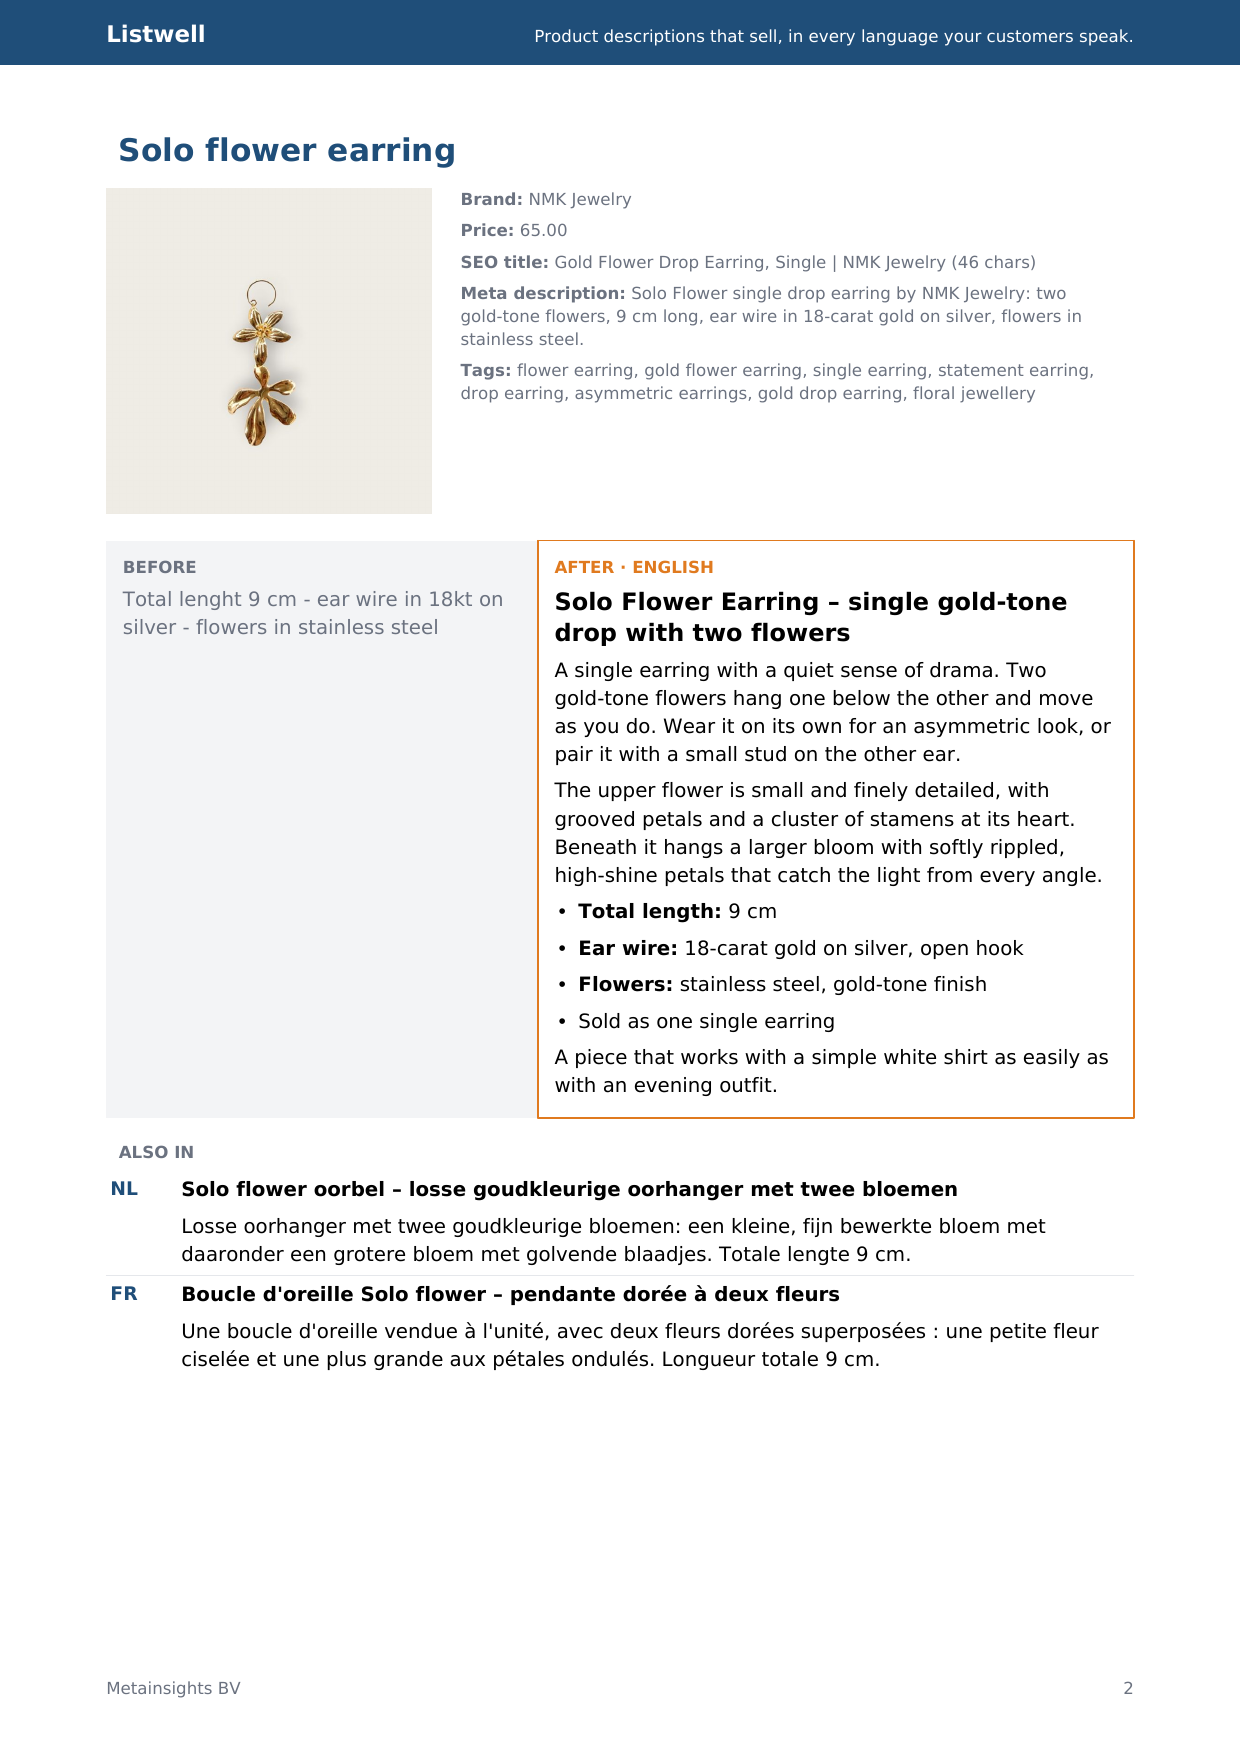 Listwell
Product descriptions that sell, in every language your customers speak.
Solo flower earring
Brand: NMK Jewelry
Price: 65.00
SEO title: Gold Flower Drop Earring, Single | NMK Jewelry (46 chars)
Meta description: Solo Flower single drop earring by NMK Jewelry: two
gold-tone flowers, 9 cm long, ear wire in 18-carat gold on silver, flowers in
stainless steel.
Tags: flower earring, gold flower earring, single earring, statement earring,
drop earring, asymmetric earrings, gold drop earring, floral jewellery
BEFORE
Total lenght 9 cm - ear wire in 18kt on
silver - flowers in stainless steel
AFTER · ENGLISH
Solo Flower Earring – single gold-tone
drop with two flowers
A single earring with a quiet sense of drama. Two
gold-tone flowers hang one below the other and move
as you do. Wear it on its own for an asymmetric look, or
pair it with a small stud on the other ear.
The upper flower is small and finely detailed, with
grooved petals and a cluster of stamens at its heart.
Beneath it hangs a larger bloom with softly rippled,
high-shine petals that catch the light from every angle.
• Total length: 9 cm
• Ear wire: 18-carat gold on silver, open hook
• Flowers: stainless steel, gold-tone finish
• Sold as one single earring
A piece that works with a simple white shirt as easily as
with an evening outfit.
ALSO IN
NL
Solo flower oorbel – losse goudkleurige oorhanger met twee bloemen
Losse oorhanger met twee goudkleurige bloemen: een kleine, fijn bewerkte bloem met
daaronder een grotere bloem met golvende blaadjes. Totale lengte 9 cm.
FR
Boucle d'oreille Solo flower – pendante dorée à deux fleurs
Une boucle d'oreille vendue à l'unité, avec deux fleurs dorées superposées : une petite fleur
ciselée et une plus grande aux pétales ondulés. Longueur totale 9 cm.
Metainsights BV
2